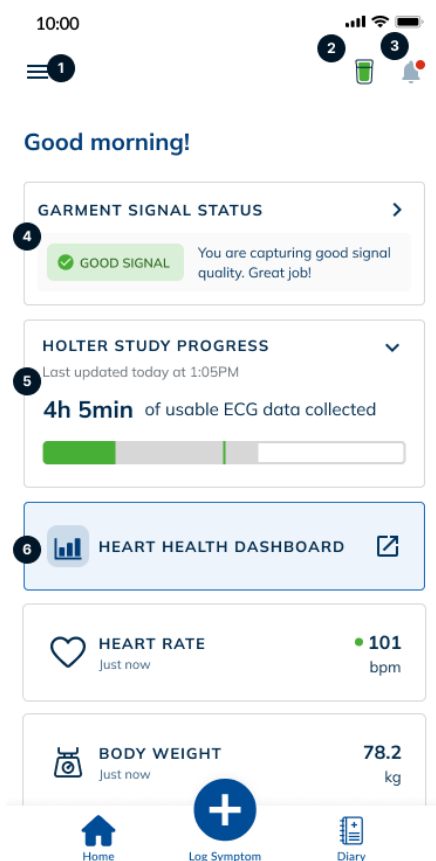 10:00
1
2
3
Good morning!
4
GARMENT SIGNAL STATUS
GOOD SIGNAL
You are capturing good signal
quality. Great job!
5
HOLTER STUDY PROGRESS
Last updated today at 1:05PM
4h 5min of usable ECG data collected
6
HEART HEALTH DASHBOARD
HEART RATE
Just now
101
bpm
BODY WEIGHT
Just now
78.2
kg
Home
Log Symptom
Diary